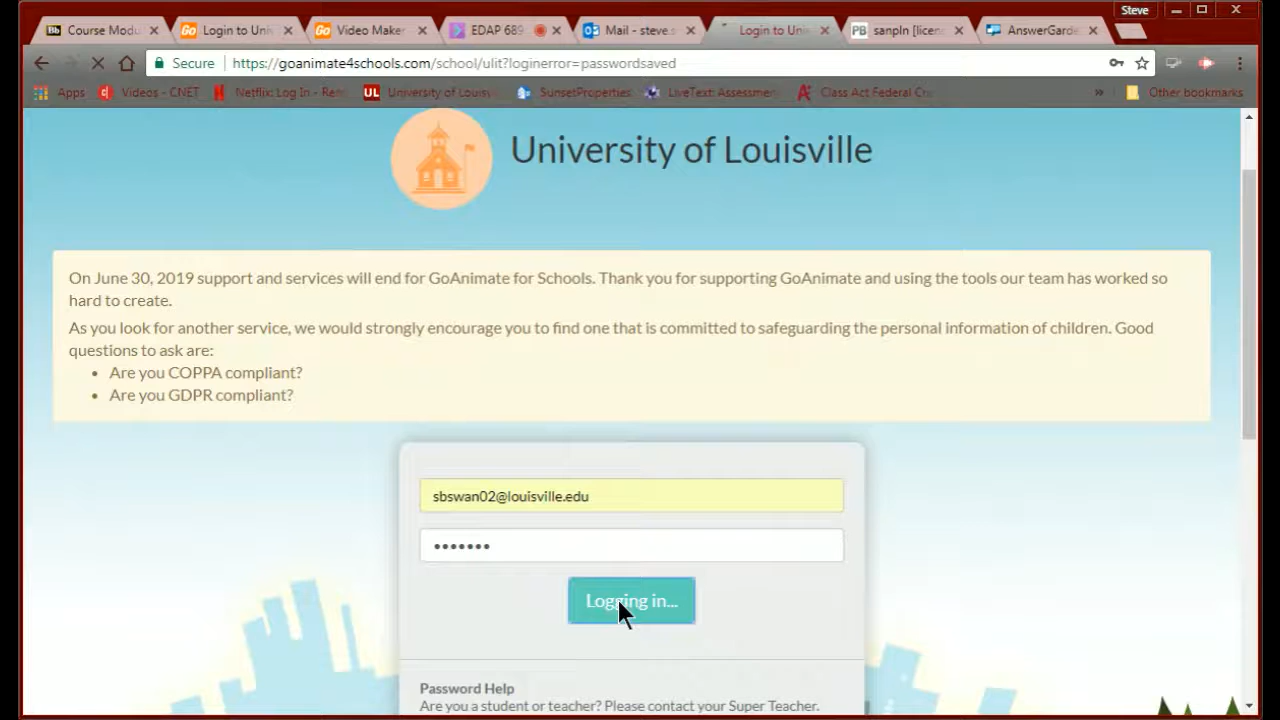 Steve
Course Modu
Login to Univ
Video Maker
EDAP 689
Mail - steve.s
Login to Uni
sanpln [licen
AnswerGarde
Secure https://goanimate4schools.com/school/ulit?loginerror=passwordsaved
Apps Videos - CNET Netflix: Log In - Ren University of Louisv SunsetProperties LiveText: Assessmen Class Act Federal Cre » Other bookmarks
University of Louisville
On June 30, 2019 support and services will end for GoAnimate for Schools. Thank you for supporting GoAnimate and using the tools our team has worked so
hard to create.
As you look for another service, we would strongly encourage you to find one that is committed to safeguarding the personal information of children. Good
questions to ask are:
• Are you COPPA compliant?
• Are you GDPR compliant?
sbswan02@louisville.edu
•••••••
Logging in...
Password Help
Are you a student or teacher? Please contact your Super Teacher.